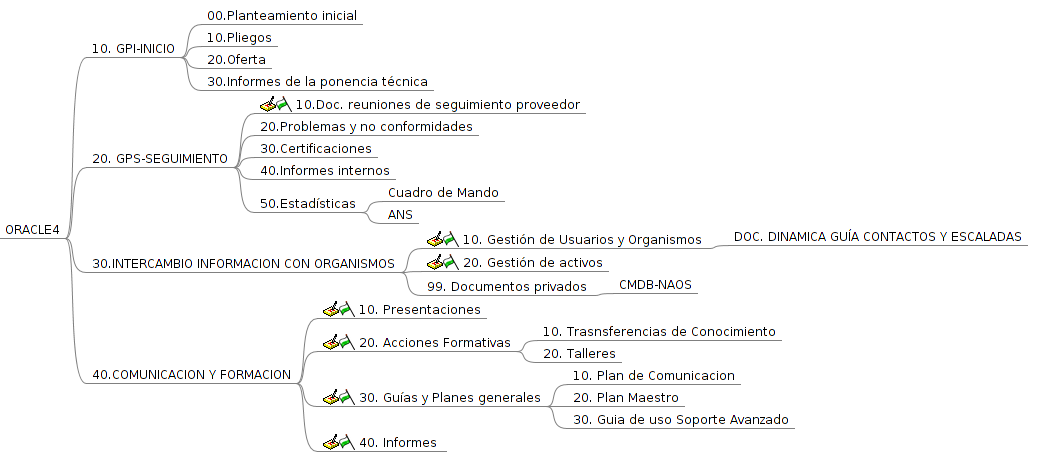 ORACLE4
10. GPI-INICIO
00.Planteamiento inicial
10.Pliegos
20.Oferta
30.Informes de la ponencia técnica
20. GPS-SEGUIMIENTO
10.Doc. reuniones de seguimiento proveedor
20.Problemas y no conformidades
30.Certificaciones
40.Informes internos
50.Estadísticas
Cuadro de Mando
ANS
30.INTERCAMBIO INFORMACION CON ORGANISMOS
10. Gestión de Usuarios y Organismos
DOC. DINAMICA GUÍA CONTACTOS Y ESCALADAS
20. Gestión de activos
99. Documentos privados
CMDB-NAOS
40.COMUNICACION Y FORMACION
10. Presentaciones
20. Acciones Formativas
10. Trasnsferencias de Conocimiento
20. Talleres
30. Guías y Planes generales
10. Plan de Comunicacion
20. Plan Maestro
30. Guia de uso Soporte Avanzado
40. Informes